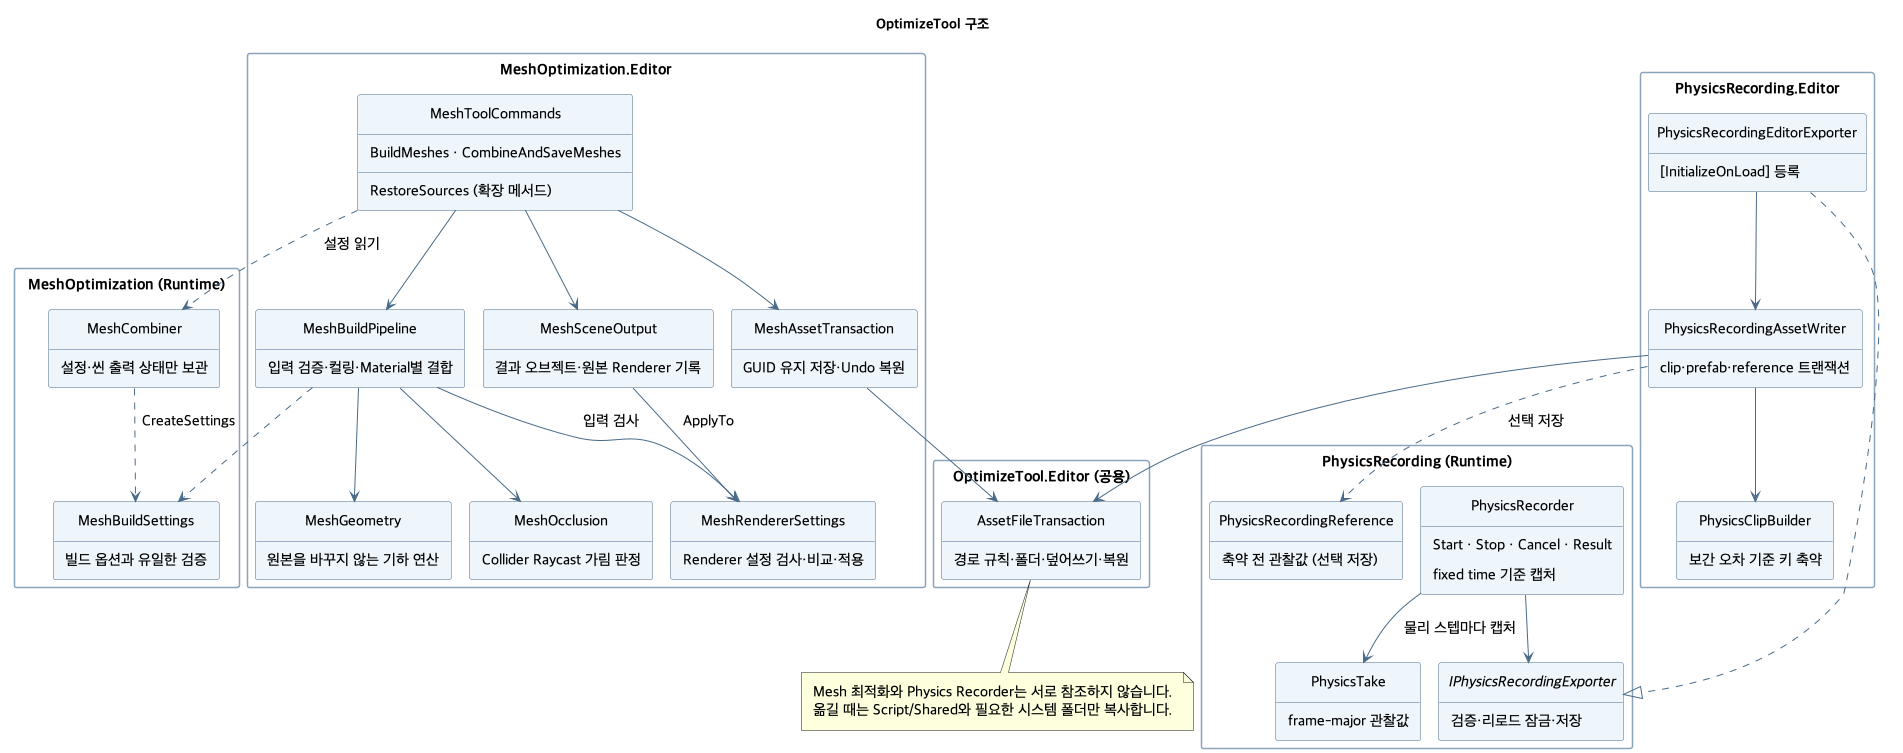 OptimizeTool 구조
MeshOptimization.Editor
MeshToolCommands
BuildMeshes · CombineAndSaveMeshes
RestoreSources (확장 메서드)
설정 읽기
MeshOptimization (Runtime)
MeshCombiner
설정·씬 출력 상태만 보관
CreateSettings
MeshBuildSettings
빌드 옵션과 유일한 검증
MeshBuildPipeline
입력 검증·컬링·Material별 결합
MeshSceneOutput
결과 오브젝트·원본 Renderer 기록
MeshAssetTransaction
GUID 유지 저장·Undo 복원
입력 검사
ApplyTo
MeshGeometry
원본을 바꾸지 않는 기하 연산
MeshOcclusion
Collider Raycast 가림 판정
MeshRendererSettings
Renderer 설정 검사·비교·적용
OptimizeTool.Editor (공용)
AssetFileTransaction
경로 규칙·폴더·덮어쓰기·복원
Mesh 최적화와 Physics Recorder는 서로 참조하지 않습니다.
옮길 때는 Script/Shared와 필요한 시스템 폴더만 복사합니다.
PhysicsRecording.Editor
PhysicsRecordingEditorExporter
[InitializeOnLoad] 등록
PhysicsRecordingAssetWriter
clip·prefab·reference 트랜잭션
선택 저장
PhysicsClipBuilder
보간 오차 기준 키 축약
PhysicsRecording (Runtime)
PhysicsRecordingReference
축약 전 관찰값 (선택 저장)
PhysicsRecorder
Start · Stop · Cancel · Result
fixed time 기준 캡처
물리 스텝마다 캡처
PhysicsTake
frame-major 관찰값
IPhysicsRecordingExporter
검증·리로드 잠금·저장